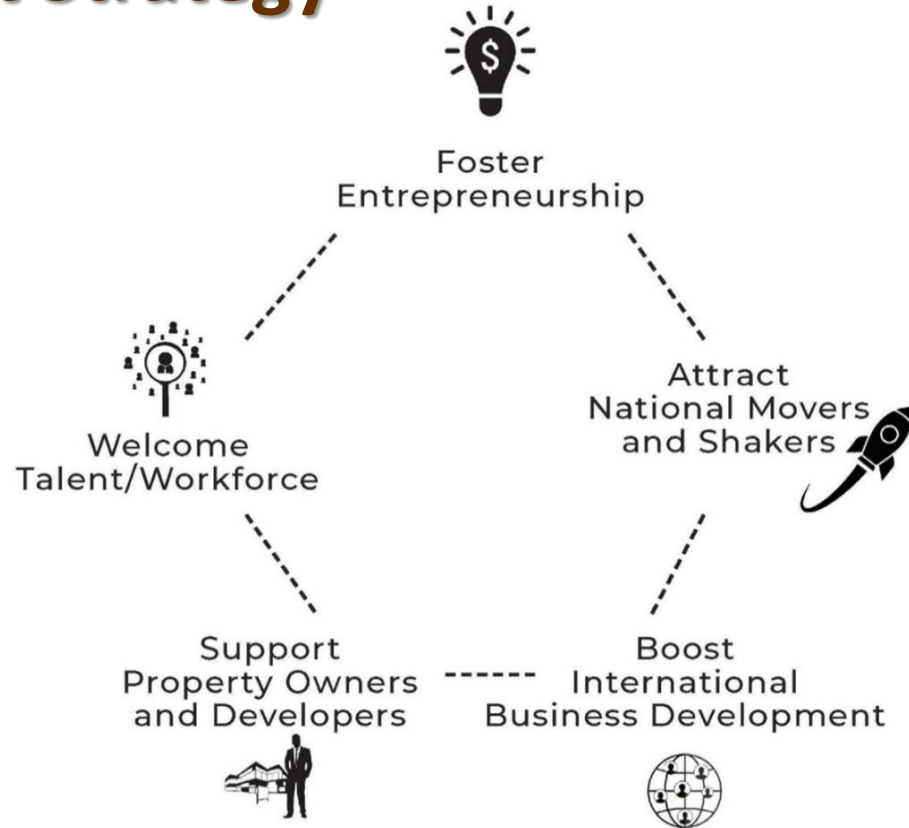 Strategy
$
Foster
Entrepreneurship
Attract
National Movers
and Shakers
Welcome
Talent/Workforce
Support
Property Owners
and Developers
Boost
International
Business Development